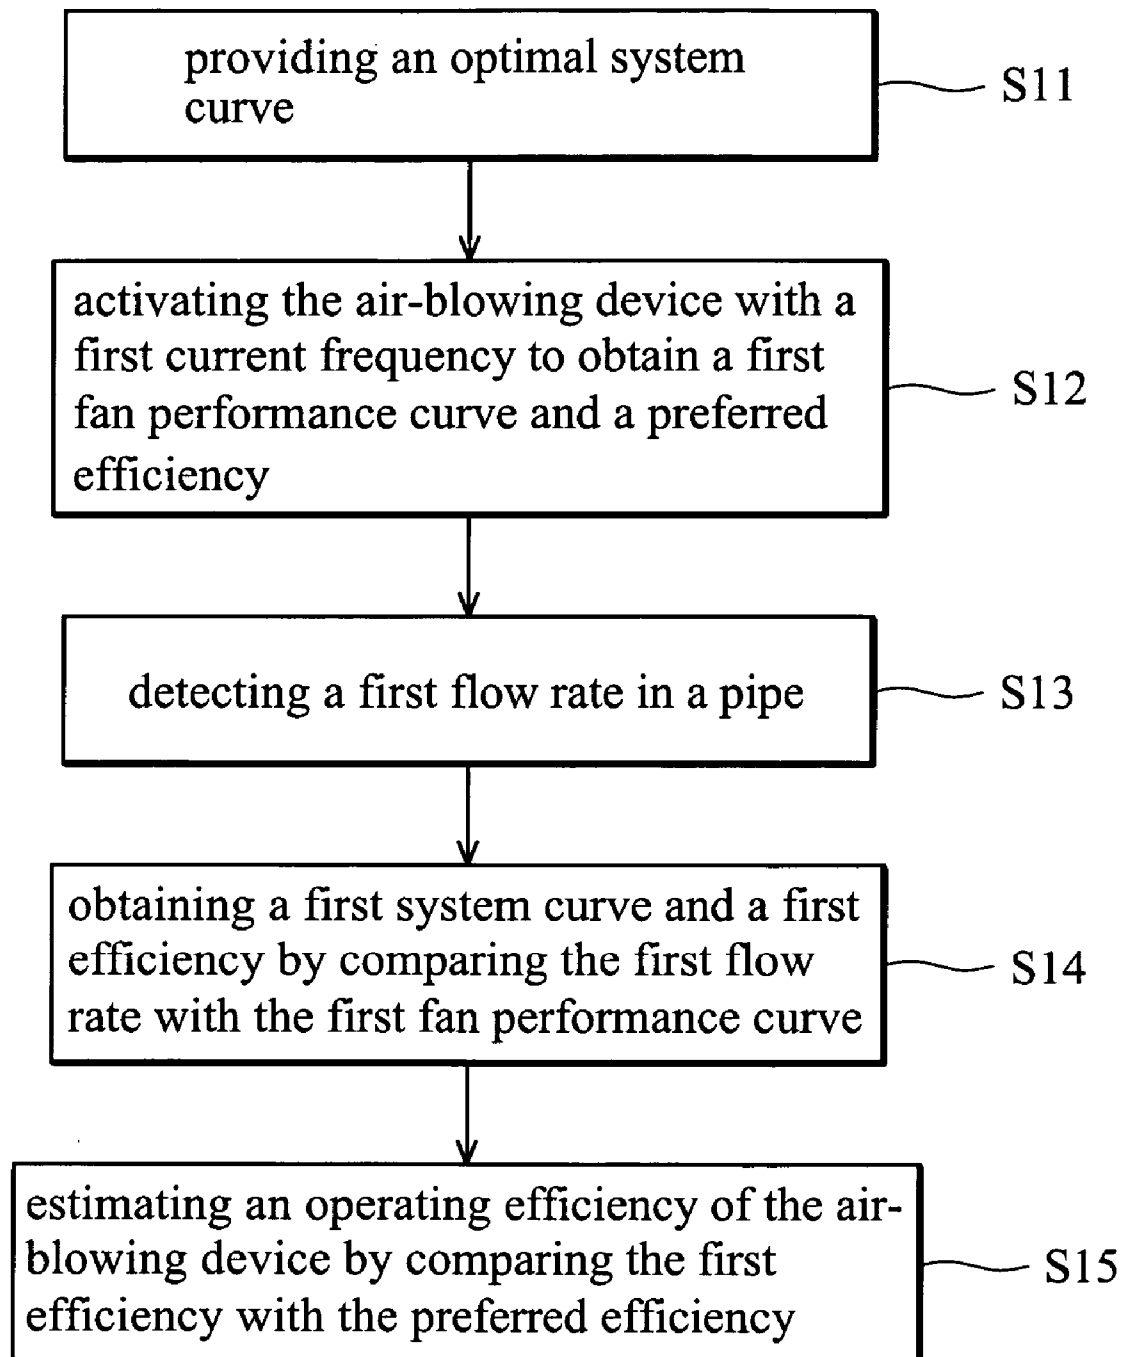 providing an optimal system
curve
S11
activating the air-blowing device with a
first current frequency to obtain a first
fan performance curve and a preferred
efficiency
S12
detecting a first flow rate in a pipe
S13
obtaining a first system curve and a first
efficiency by comparing the first flow
rate with the first fan performance curve
S14
estimating an operating efficiency of the air-
blowing device by comparing the first
efficiency with the preferred efficiency
S15